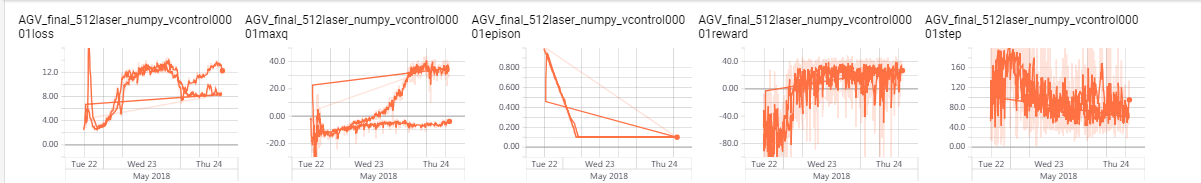 AGV_final_512laser_numpy_vcontrol000
01loss
12.0
8.00
4.00
0.00
Tue 22
Wed 23
Thu 24
May 2018
AGV_final_512laser_numpy_vcontrol000
01maxq
40.0
20.0
0.00
-20.0
Tue 22
Wed 23
Thu 24
May 2018
AGV_final_512laser_numpy_vcontrol000
01epison
0.800
0.600
0.400
0.200
0.00
Tue 22
Wed 23
Thu 24
May 2018
AGV_final_512laser_numpy_vcontrol000
01reward
40.0
0.00
-40.0
-80.0
Tue 22
Wed 23
Thu 24
May 2018
AGV_final_512laser_numpy_vcontrol000
01step
160
120
80.0
40.0
0.00
Tue 22
Wed 23
Thu 24
May 2018